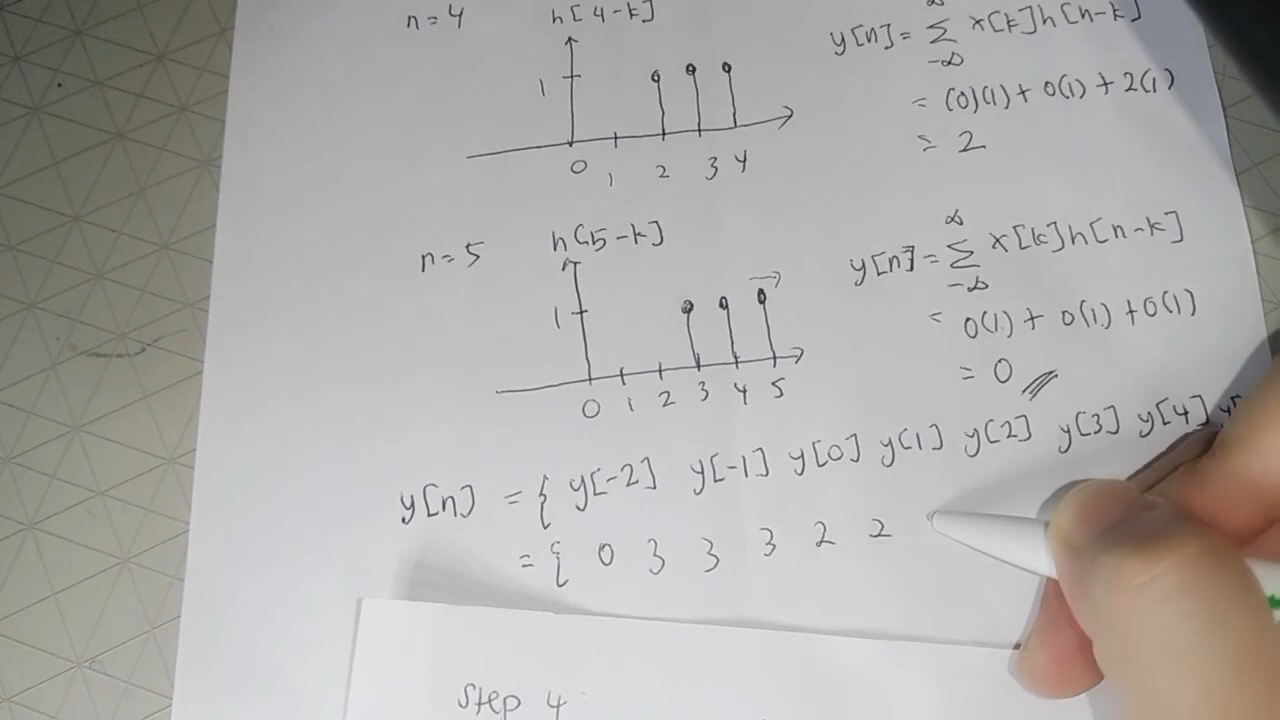 n=4 h[4-k]
y[n] = ∞ Σ -∞ x[k]h[n-k]
1
= (0)(1) + 0(1) + 2(1)
= 2
0 1 2 3 4
n=5 h[5-k]
y[n] = ∞ Σ -∞ x[k]h[n-k]
1
= 0(1) + 0(1) + 0(1)
= 0
0 1 2 3 4 5
y[n] = { y[-2] y[-1] y[0] y[1] y[2] y[3] y[4]
= { 0 3 3 3 2 2
Step 4: